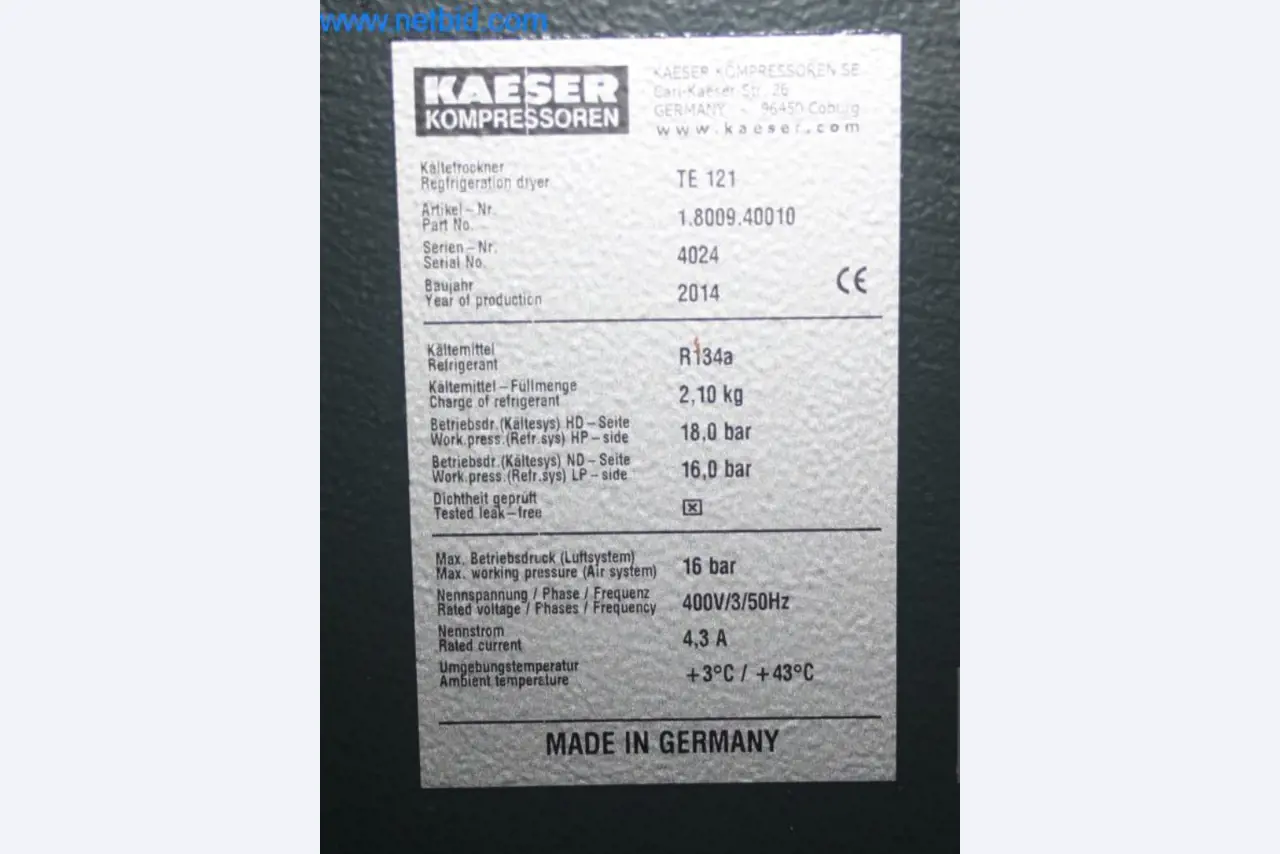 www.netbid.com
KAESER
KOMPRESSOREN
KAESER KOMPRESSOREN SE
Carl-Kaeser Str. 26
GERMANY - 96450 Coburg
www.kaeser.com
Kältetrockner
Regfrigeration dryer
TE 121
Artikel-Nr.
Part No.
1.8009.40010
Serien-Nr.
Serial No.
4024
Baujahr
Year of production
2014
CE
Kältemittel
Refrigerant
R134a
Kältemittel-Füllmenge
Charge of refrigerant
2,10 kg
Betriebsdr.(Kältesys) HD-Seite
Work.press.(Refr.sys) HP-side
18,0 bar
Betriebsdr.(Kältesys) ND-Seite
Work.press.(Refr.sys) LP-side
16,0 bar
Dichtheit geprüft
Tested leak-free
☒
Max. Betriebsdruck (Luftsystem)
Max. working pressure (Air system)
16 bar
Nennspannung / Phase / Frequenz
Rated voltage / Phases / Frequency
400V/3/50Hz
Nennstrom
Rated current
4,3 A
Umgebungstemperatur
Ambient temperature
+3°C / +43°C
MADE IN GERMANY